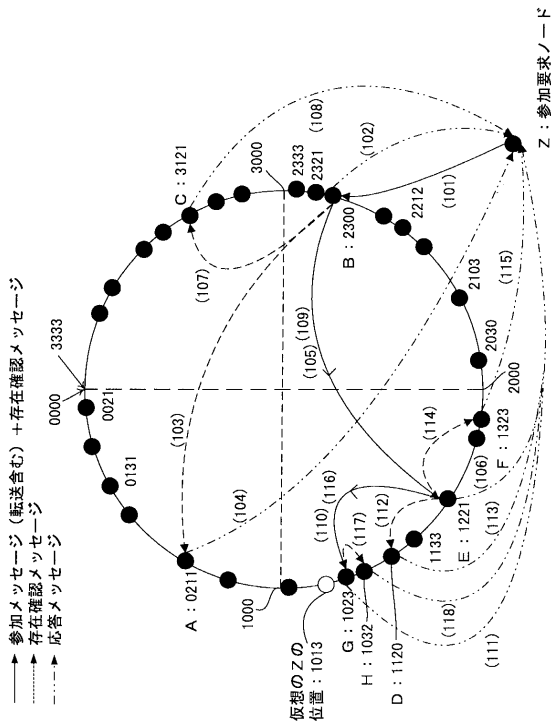 参加メッセージ（転送含む）＋存在確認メッセージ
存在確認メッセージ
応答メッセージ
0000
3333
0021
0131
A：0211
(103)
(104)
1000
仮想のZの
位置：1013
G：1023
H：1032
D：1120
1133
E：1221
F：1323
2000
2030
2103
2212
B：2300
2321
2333
3000
C：3121
(107)
(108)
(102)
(101)
(109)
(105)
(115)
(114)
(106)
(113)
(112)
(116)
(110)
(117)
(118)
(111)
Z：参加要求ノード